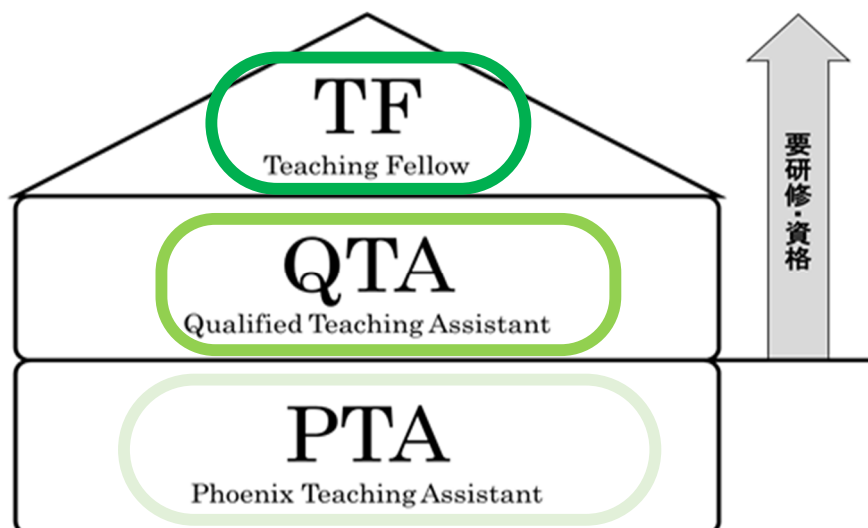 TF
Teaching Fellow
QTA
Qualified Teaching Assistant
PTA
Phoenix Teaching Assistant
要研修・資格